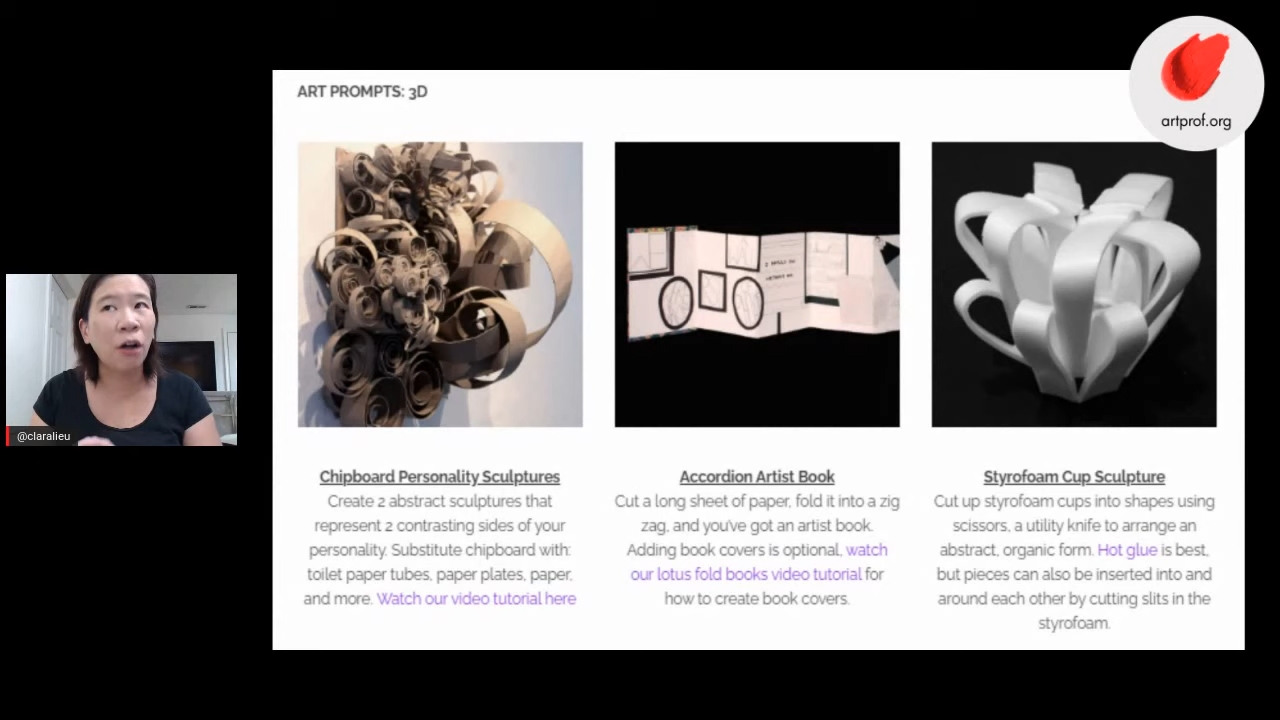 artprof.org
ART PROMPTS: 3D
@claralieu
Chipboard Personality Sculptures
Create 2 abstract sculptures that
represent 2 contrasting sides of your
personality. Substitute chipboard with:
toilet paper tubes, paper plates, paper,
and more. Watch our video tutorial here
Accordion Artist Book
Cut a long sheet of paper, fold it into a zig
zag, and you've got an artist book.
Adding book covers is optional, watch
our lotus fold books video tutorial for
how to create book covers.
Styrofoam Cup Sculpture
Cut up styrofoam cups into shapes using
scissors, a utility knife to arrange an
abstract, organic form. Hot glue is best,
but pieces can also be inserted into and
around each other by cutting slits in the
styrofoam.